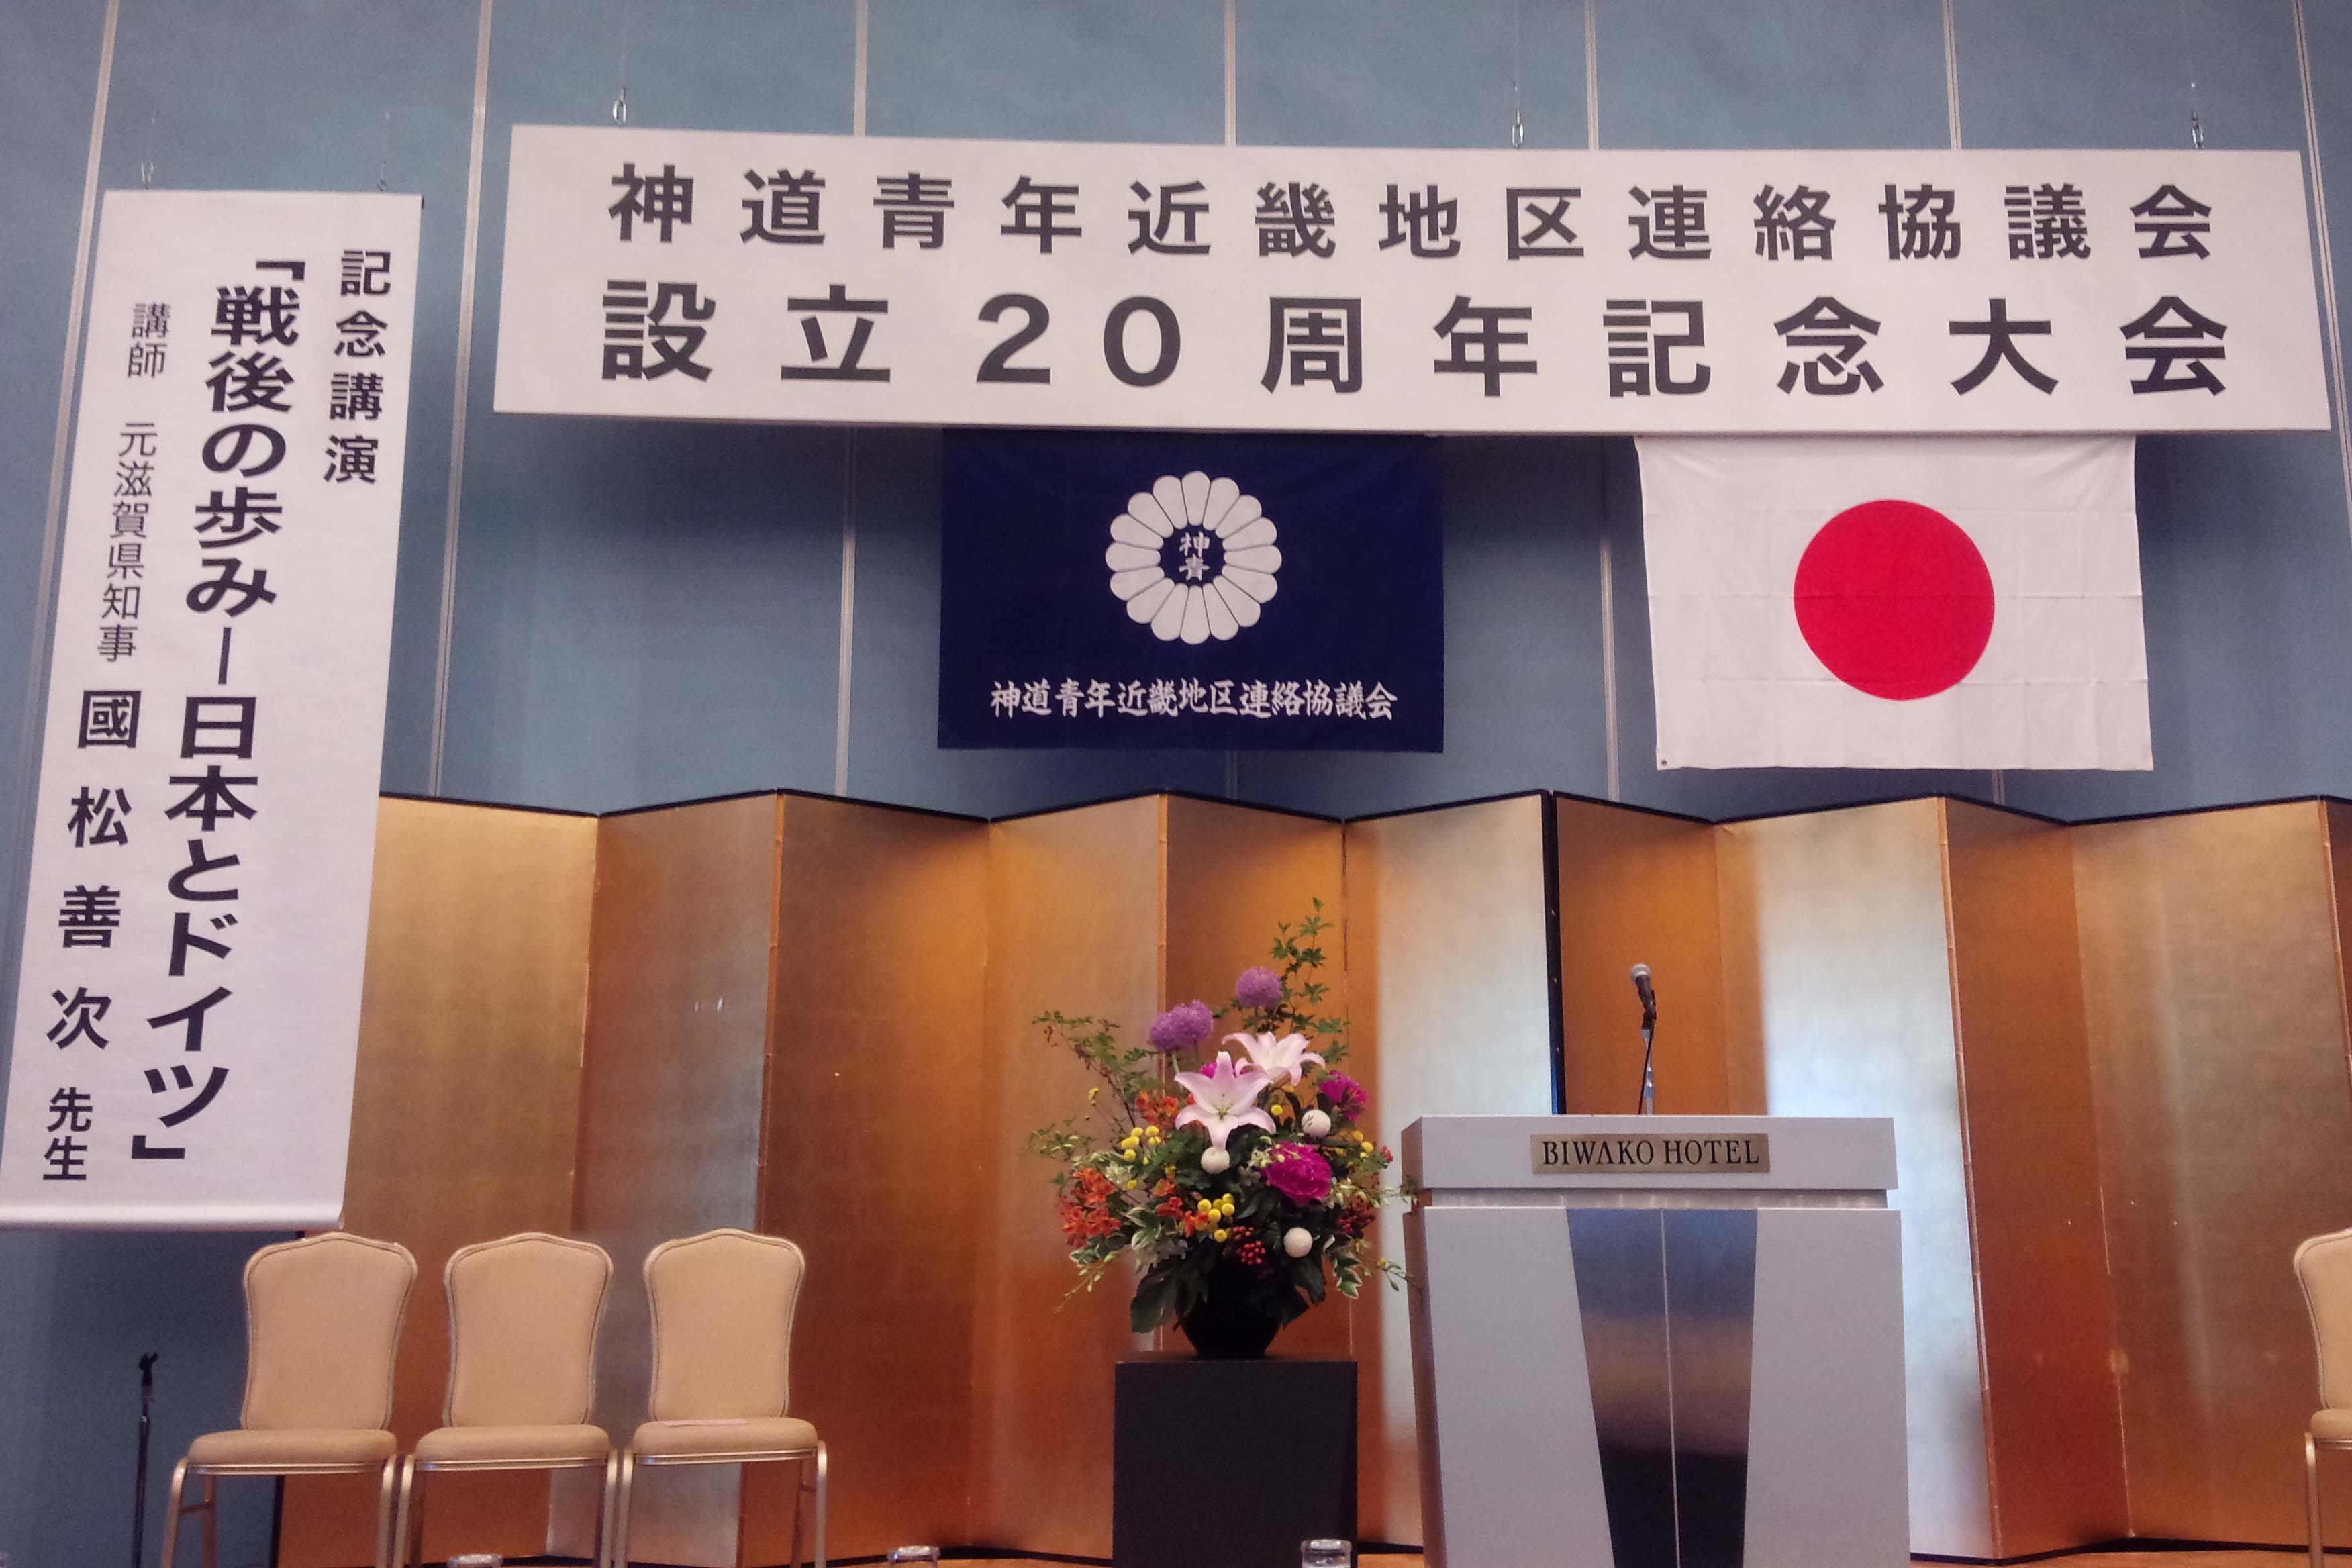 神道青年近畿地区連絡協議会
設立20周年記念大会
記念講演
「戦後の歩み―日本とドイツ」
講師 元滋賀県知事 國松善次 先生
神青
神道青年近畿地区連絡協議会
BIWAKO HOTEL